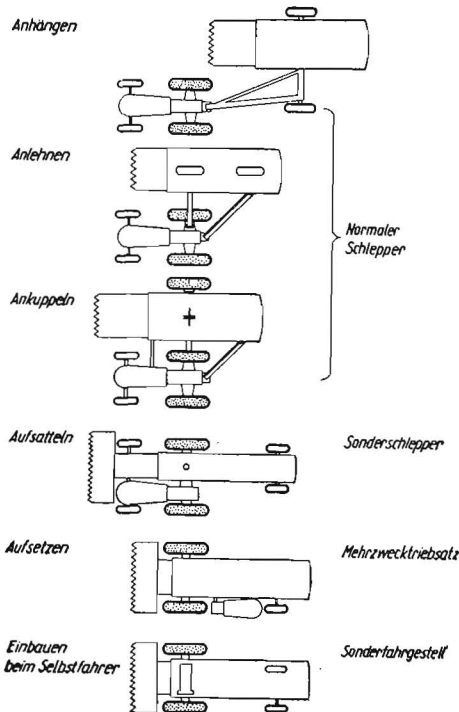 Anhängen
Anlehnen
Normaler
Schlepper
Ankuppeln
Aufsatteln
Sonderschlepper
Aufsetzen
Mehrzwecktriebsatz
Einbauen
beim Selbstfahrer
Sonderfahrgestell